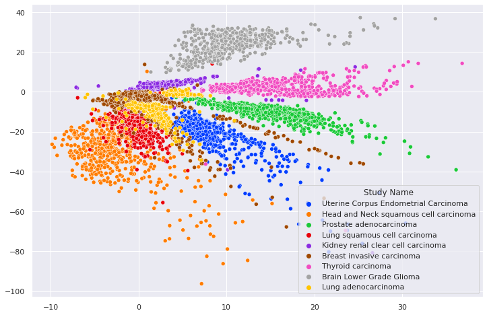 40
20
0
−20
−40
−60
−80
−100
−10
0
10
20
30
Study Name
Uterine Corpus Endometrial Carcinoma
Head and Neck squamous cell carcinoma
Prostate adenocarcinoma
Lung squamous cell carcinoma
Kidney renal clear cell carcinoma
Breast invasive carcinoma
Thyroid carcinoma
Brain Lower Grade Glioma
Lung adenocarcinoma